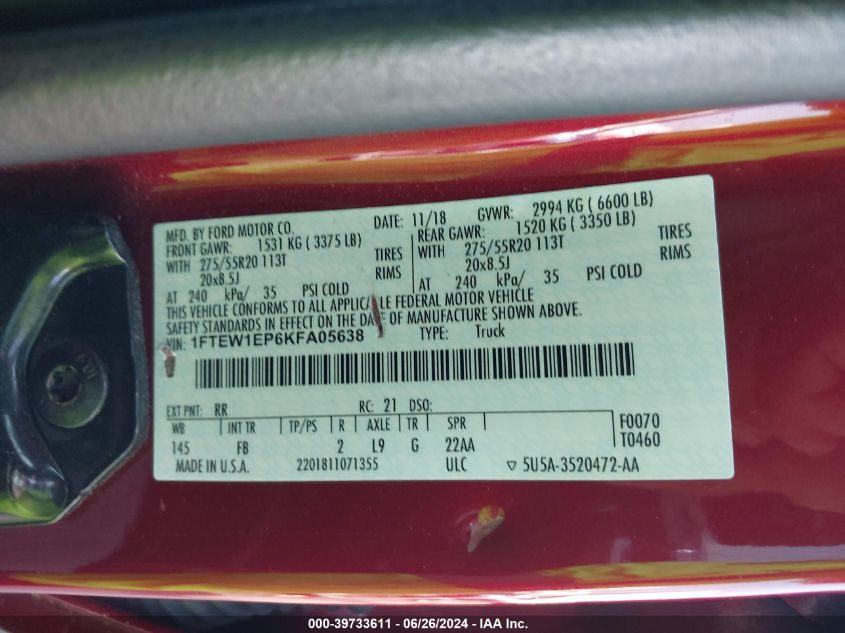 MFD. BY FORD MOTOR CO. DATE: 11/18 GVWR: 2994 KG ( 6600 LB)
FRONT GAWR: 1531 KG ( 3375 LB) REAR GAWR: 1520 KG ( 3350 LB)
WITH 275/55R20 113T TIRES WITH 275/55R20 113T TIRES
20x8.5J RIMS 20x8.5J RIMS
AT 240 kPa/ 35 PSI COLD AT 240 kPa/ 35 PSI COLD
THIS VEHICLE CONFORMS TO ALL APPLICABLE FEDERAL MOTOR VEHICLE
SAFETY STANDARDS IN EFFECT ON THE DATE OF MANUFACTURE SHOWN ABOVE.
VIN: 1FTEW1EP6KFA05638 TYPE: Truck
EXT PNT: RR RC: 21 DSO:
WB INT TR TP/PS R AXLE TR SPR F0070
145 FB 2 L9 G 22AA T0460
MADE IN U.S.A. 2201811071355 ULC ▽ 5U5A-3520472-AA
000-39733611 - 06/26/2024 - IAA Inc.